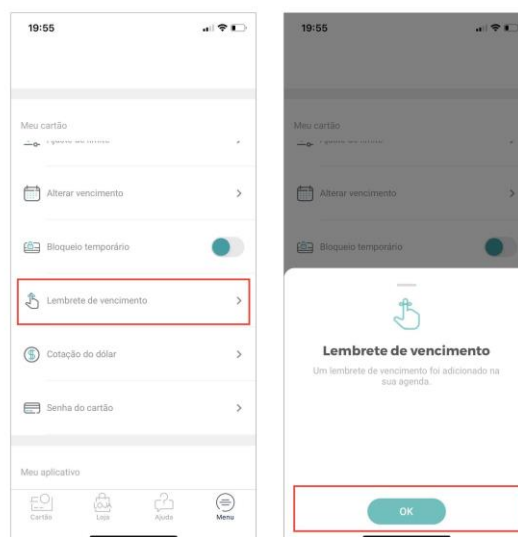 19:55
Meu cartão
Alterar vencimento
Bloqueio temporário
Lembrete de vencimento
Cotação do dólar
Senha do cartão
Meu aplicativo
Cartão
Loja
Ajuda
Menu
19:55
Meu cartão
Alterar vencimento
Bloqueio temporário
Lembrete de vencimento
Um lembrete de vencimento foi adicionado na
sua agenda.
OK